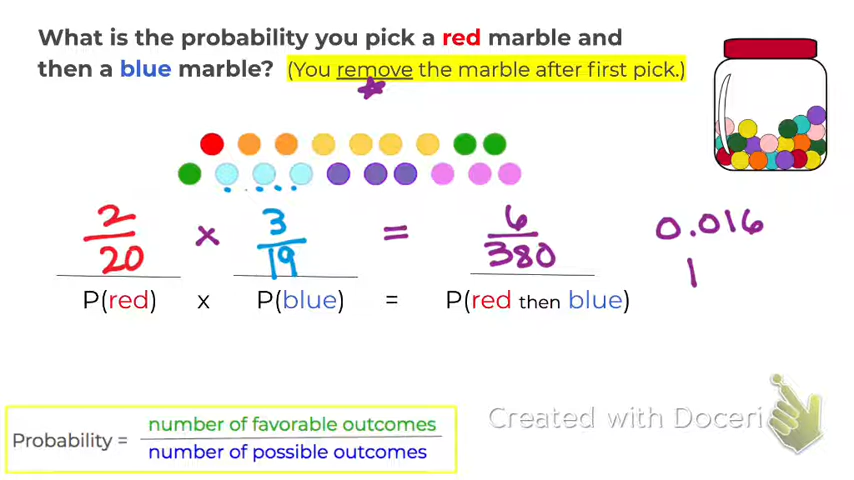 What is the probability you pick a red marble and
then a blue marble? (You remove the marble after first pick.)
2/20 x 3/19 = 6/380 0.016
1
P(red) x P(blue) = P(red then blue)
Probability = number of favorable outcomes
number of possible outcomes
Created with Doceri